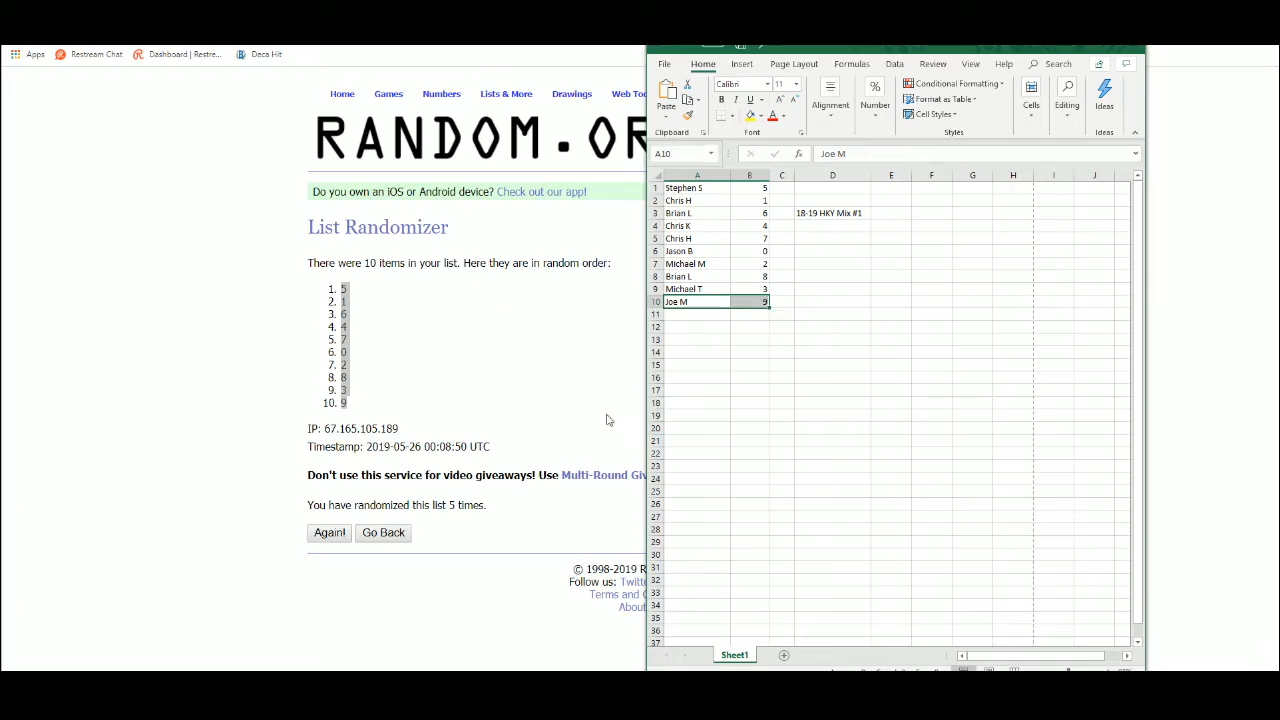 Apps Restream Chat Dashboard | Restre... Deca Hit
Home Games Numbers Lists & More Drawings Web To
RANDOM.OR
Do you own an iOS or Android device? Check out our app!
List Randomizer
There were 10 items in your list. Here they are in random order:
1. 5
2. 1
3. 6
4. 4
5. 7
6. 0
7. 2
8. 8
9. 3
10. 9
IP: 67.165.105.189
Timestamp: 2019-05-26 00:08:50 UTC
Don't use this service for video giveaways! Use Multi-Round Giv
You have randomized this list 5 times.
Again! Go Back
© 1998-2019 R
Follow us: Twitt
Terms and C
Abou
File Home Insert Draw Page Layout Formulas Data Review View Help Search
Calibri 11
Paste B I U A A Alignment % Number Conditional Formatting Format as Table Cell Styles Cells Editing Ideas
Clipboard Font Styles Ideas
A10 fx Joe M
A B C D E F G H I J
1 Stephen S 5
2 Chris H 1
3 Brian L 6 18-19 HKY Mix #1
4 Chris K 4
5 Chris H 7
6 Jason B 0
7 Michael M 2
8 Brian L 8
9 Michael T 3
10 Joe M 9
11
12
13
14
15
16
17
18
19
20
21
22
23
24
25
26
27
28
29
30
31
32
33
34
35
36
37
Sheet1